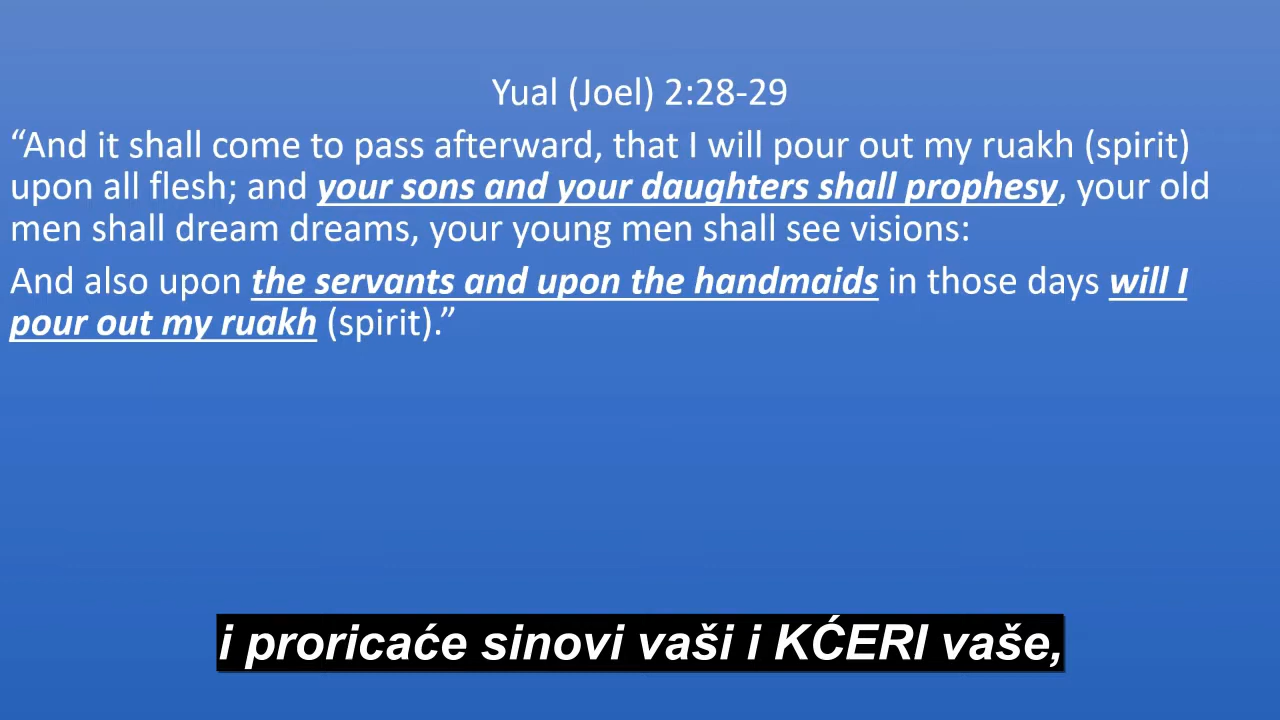 Yual (Joel) 2:28-29
“And it shall come to pass afterward, that I will pour out my ruakh (spirit)
upon all flesh; and your sons and your daughters shall prophesy, your old
men shall dream dreams, your young men shall see visions:
And also upon the servants and upon the handmaids in those days will I
pour out my ruakh (spirit).”
i proricaće sinovi vaši i KĆERI vaše,